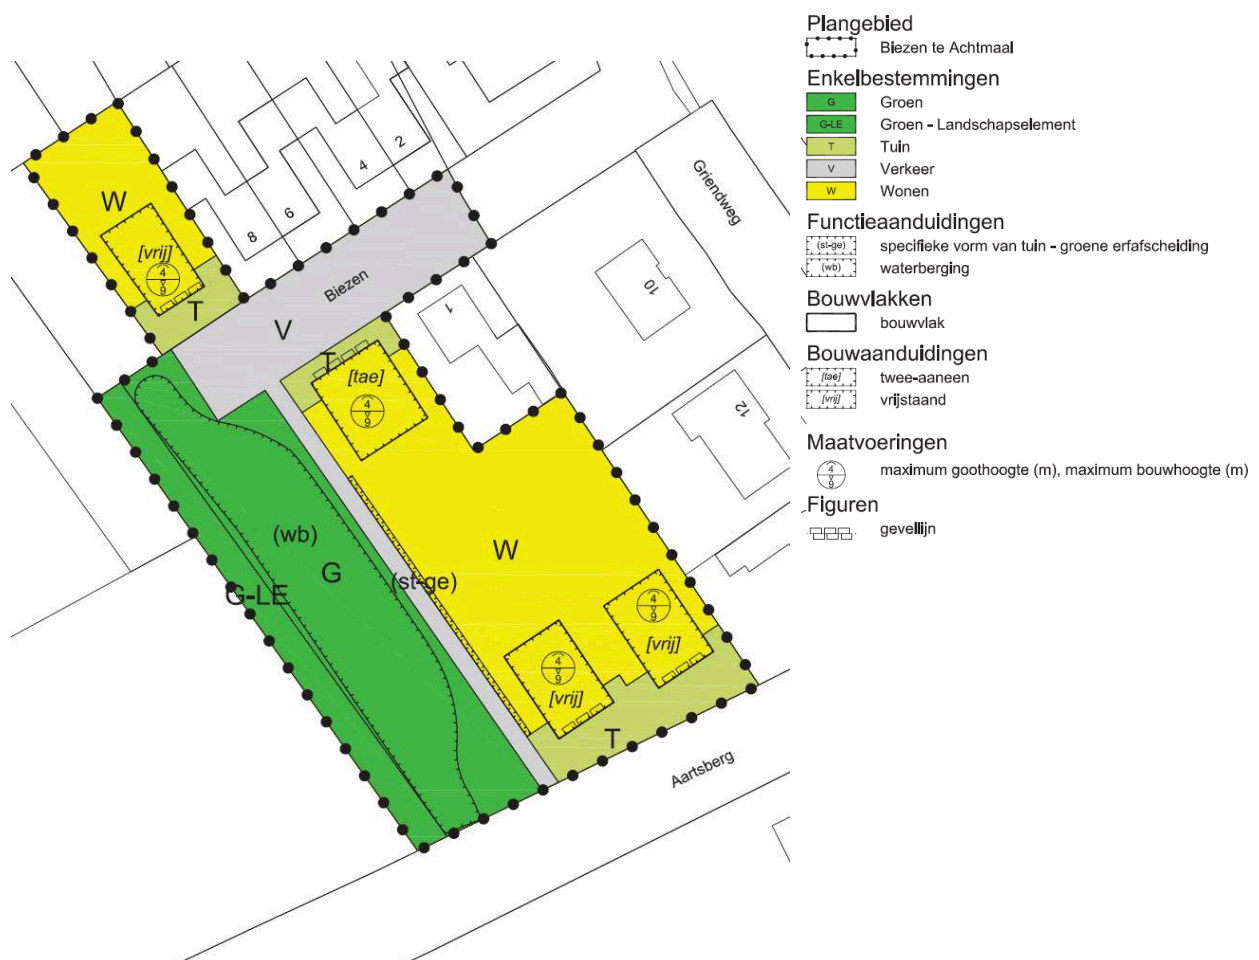 Plangebied
Biezen te Achtmaal
Enkelbestemmingen
G Groen
G-LE Groen - Landschapselement
T Tuin
V Verkeer
W Wonen
Functieaanduidingen
(st-ge) specifieke vorm van tuin - groene erfafscheiding
(wb) waterberging
Bouwvlakken
bouwvlak
Bouwaanduidingen
[tae] twee-aaneen
[vrij] vrijstaand
Maatvoeringen
4
9
maximum goothoogte (m), maximum bouwhoogte (m)
Figuren
gevellijn
2
4
6
8
Griendweg
W
[vrij]
4
9
T
Biezen
V
10
1
T
[tae]
4
9
12
(wb)
G
G-LE
(st-ge)
W
4
9
[vrij]
4
9
[vrij]
T
Aartsberg